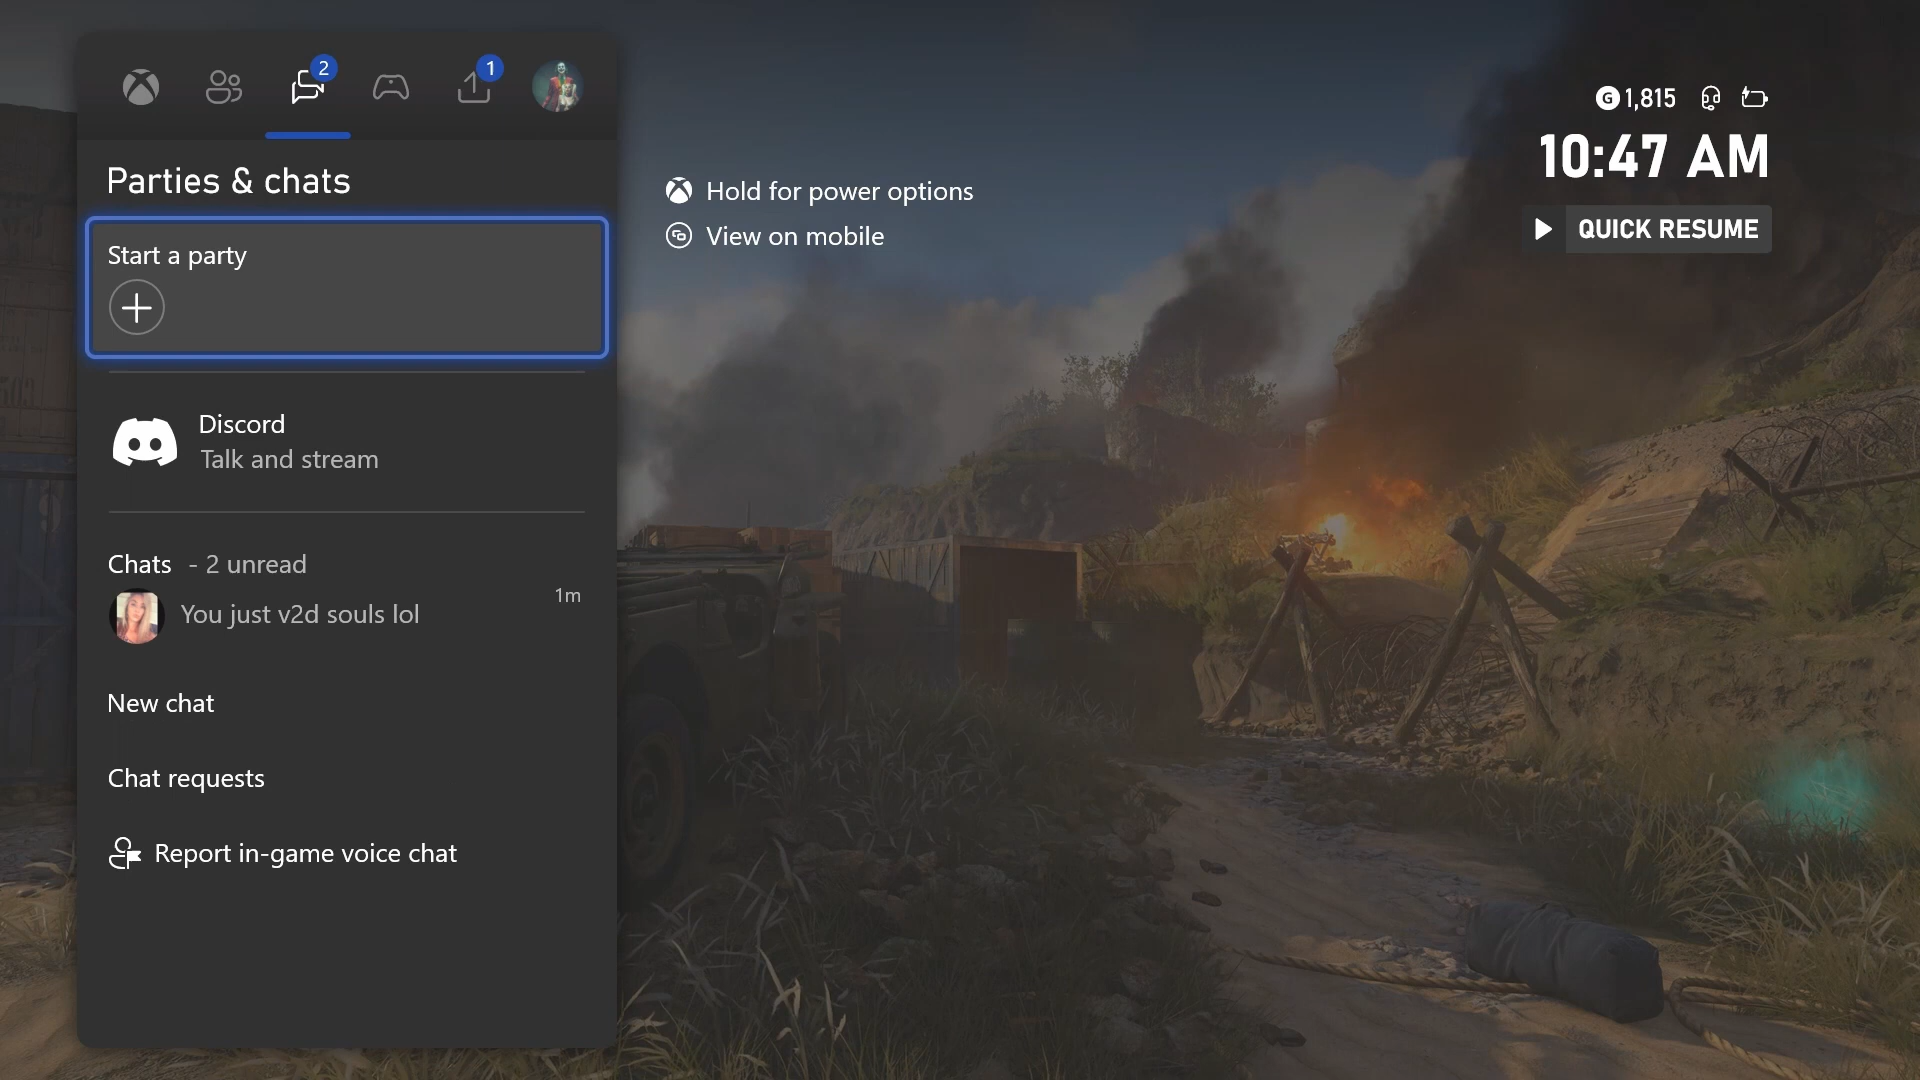 2
1
Parties & chats
Start a party
Discord
Talk and stream
Chats - 2 unread
You just v2d souls lol
1m
New chat
Chat requests
Report in-game voice chat
Hold for power options
View on mobile
G 1,815
10:47 AM
QUICK RESUME